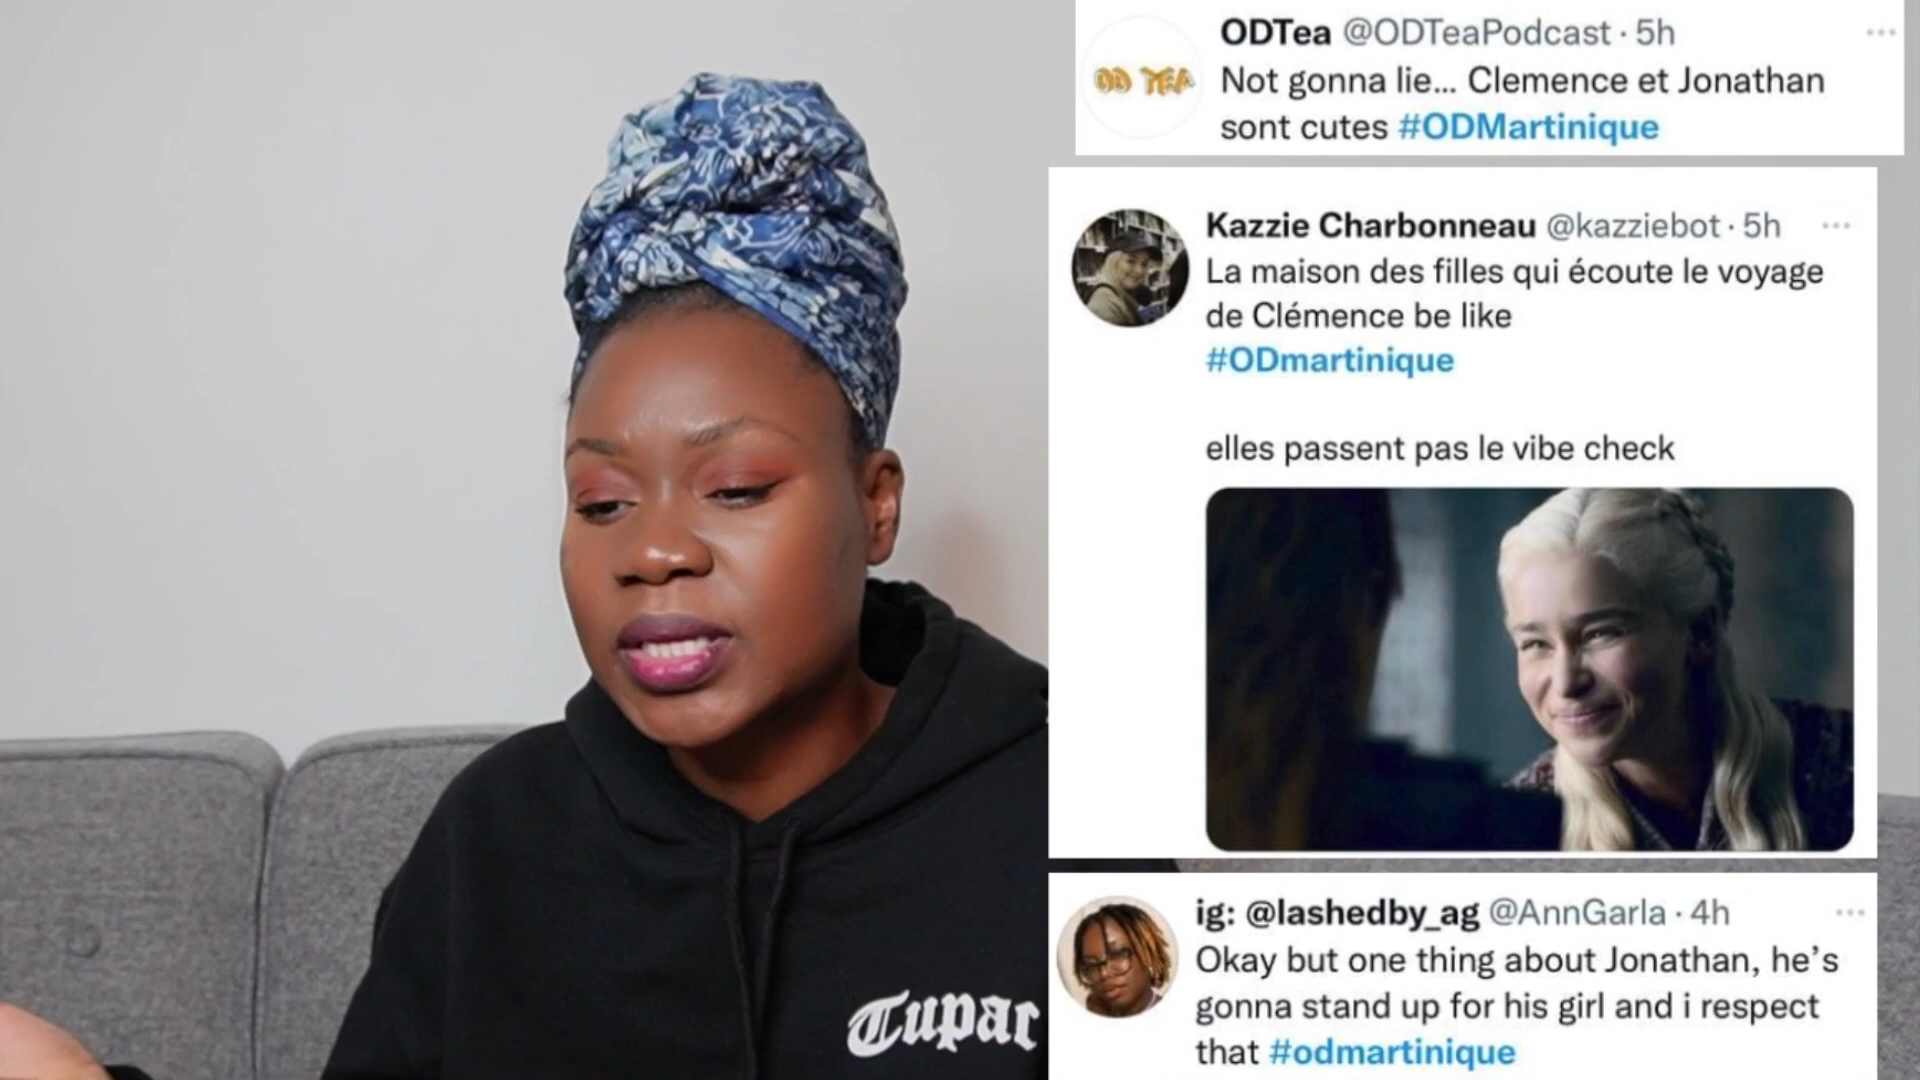 ODTea @ODTeaPodcast · 5h
OD TEA
Not gonna lie... Clemence et Jonathan
sont cutes #ODMartinique
Kazzie Charbonneau @kazziebot · 5h
La maison des filles qui écoute le voyage
de Clémence be like
#ODmartinique
elles passent pas le vibe check
ig: @lashedby_ag @AnnGarla · 4h
Okay but one thing about Jonathan, he’s
gonna stand up for his girl and i respect
that #odmartinique
Tupac